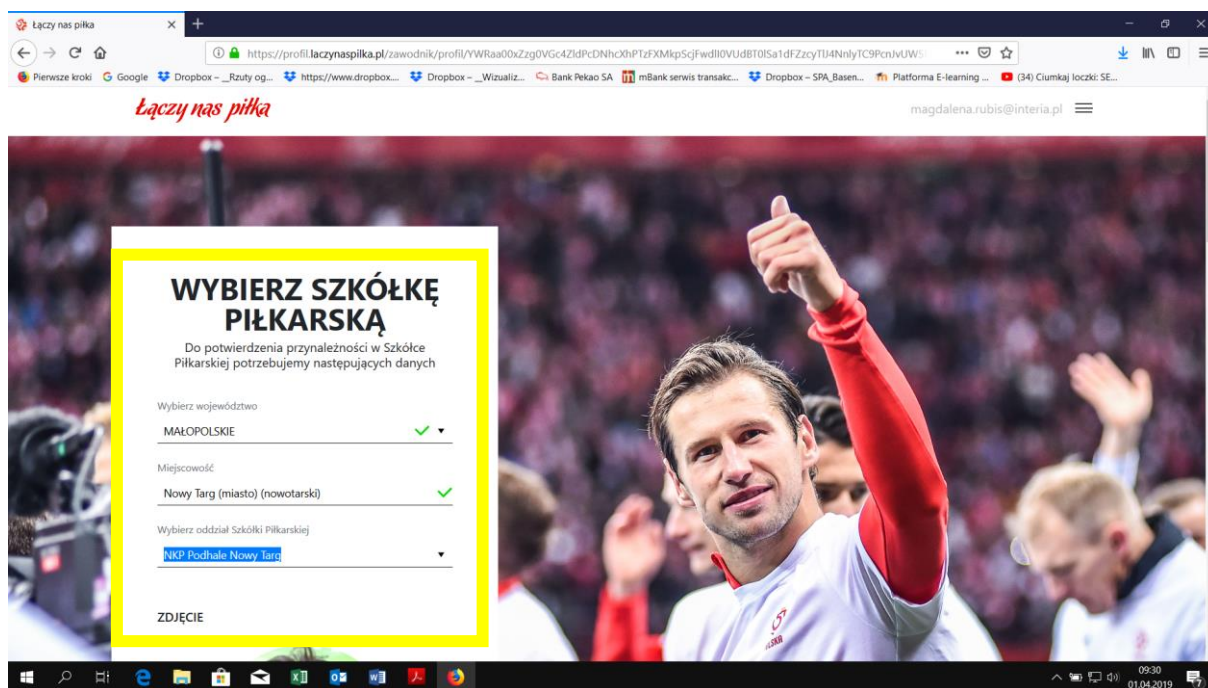 Łączy nas piłka
https://profil.laczynaspilka.pl/zawodnik/profil/
Pierwsze kroki
Google
Dropbox – _Rzuty og...
https://www.dropbox....
Dropbox – __Wizualiz...
Bank Pekao SA
mBank serwis transakc...
Dropbox – SPA_Basen...
Platforma E-learning ...
(34) Ciumkaj loczki: SE...
Łączy nas piłka
magdalena.rubis@interia.pl
WYBIERZ SZKÓŁKĘ
PIŁKARSKĄ
Do potwierdzenia przynależności w Szkółce
Piłkarskiej potrzebujemy następujących danych
Wybierz województwo
MAŁOPOLSKIE
Miejscowość
Nowy Targ (miasto) (nowotarski)
Wybierz oddział Szkółki Piłkarskiej
NKP Podhale Nowy Targ
ZDJĘCIE
09:30
01.04.2019